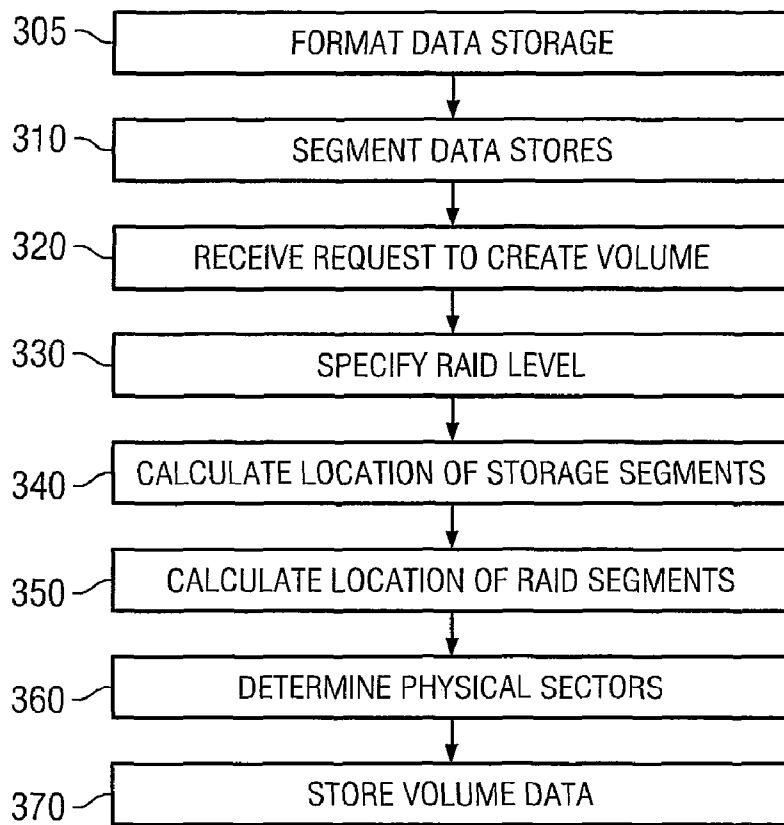 305
FORMAT DATA STORAGE
310
SEGMENT DATA STORES
320
RECEIVE REQUEST TO CREATE VOLUME
330
SPECIFY RAID LEVEL
340
CALCULATE LOCATION OF STORAGE SEGMENTS
350
CALCULATE LOCATION OF RAID SEGMENTS
360
DETERMINE PHYSICAL SECTORS
370
STORE VOLUME DATA